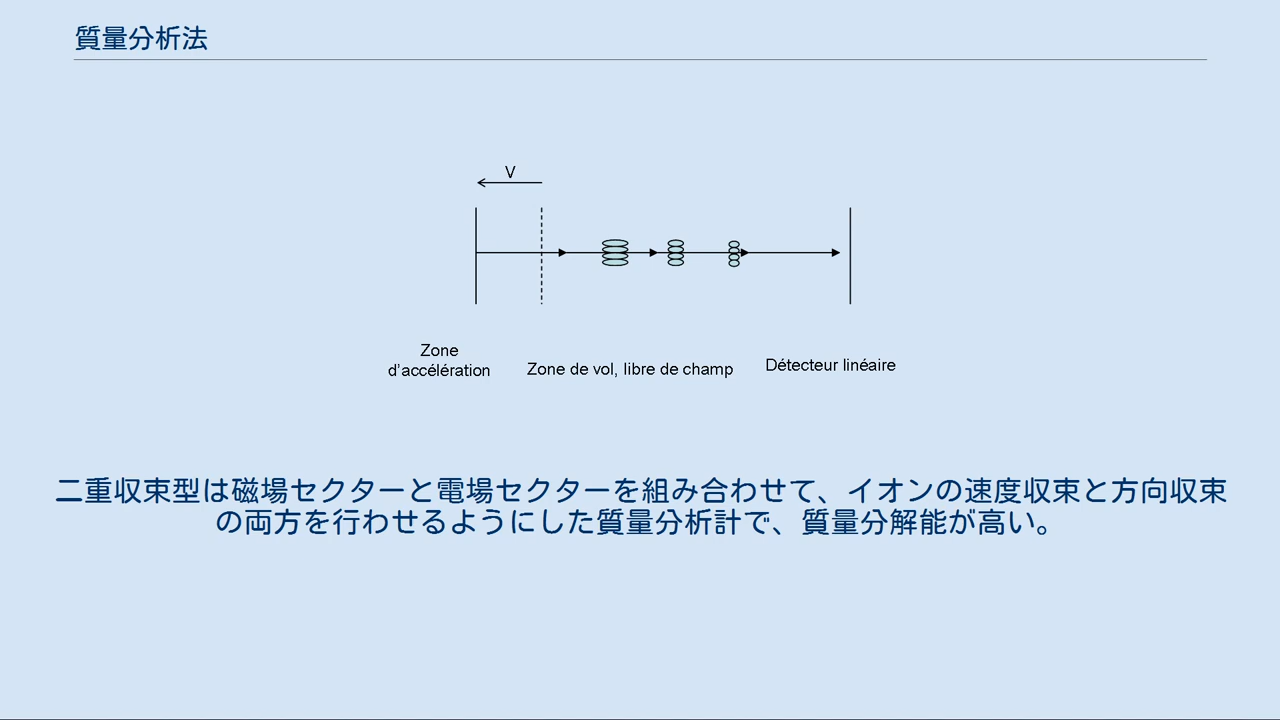 質量分析法
V
Zone
d'accélération
Zone de vol, libre de champ
Détecteur linéaire
二重収束型は磁場セクターと電場セクターを組み合わせて、イオンの速度収束と方向収束
の両方を行わせるようにした質量分析計で、質量分解能が高い。